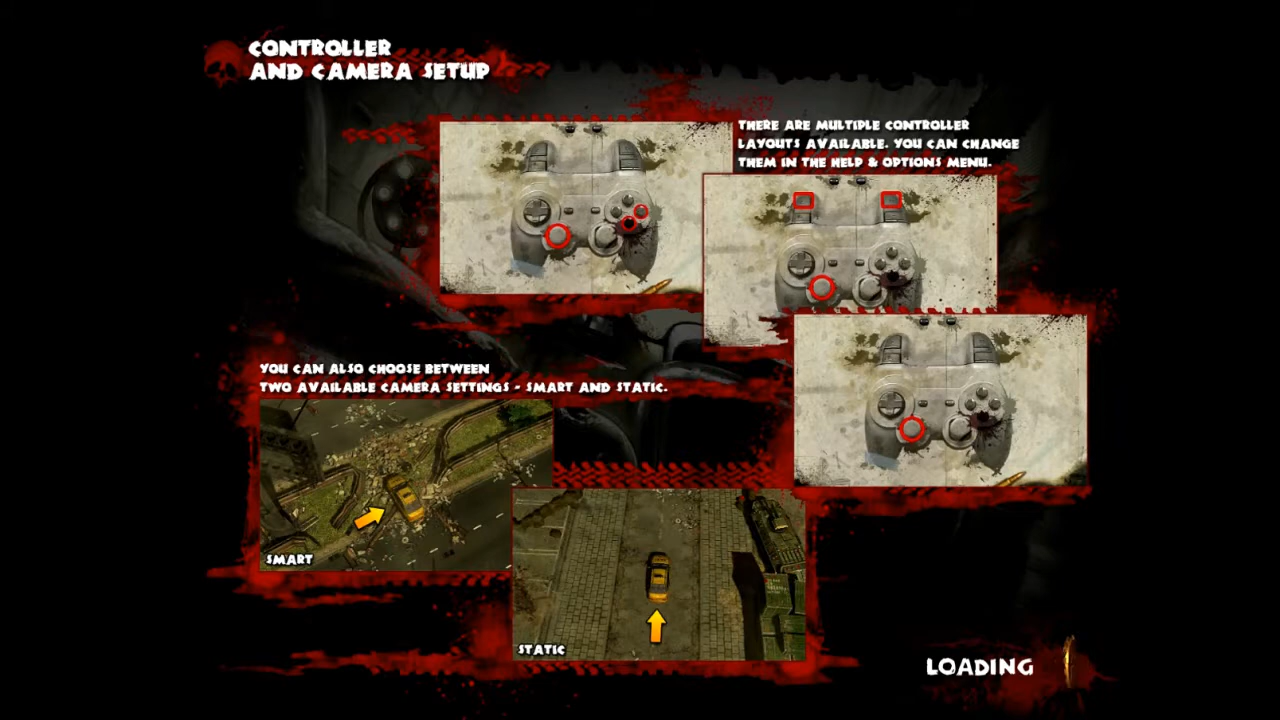 CONTROLLER
AND CAMERA SETUP
THERE ARE MULTIPLE CONTROLLER
LAYOUTS AVAILABLE. YOU CAN CHANGE
THEM IN THE HELP & OPTIONS MENU.
YOU CAN ALSO CHOOSE BETWEEN
TWO AVAILABLE CAMERA SETTINGS - SMART AND STATIC.
SMART
STATIC
LOADING